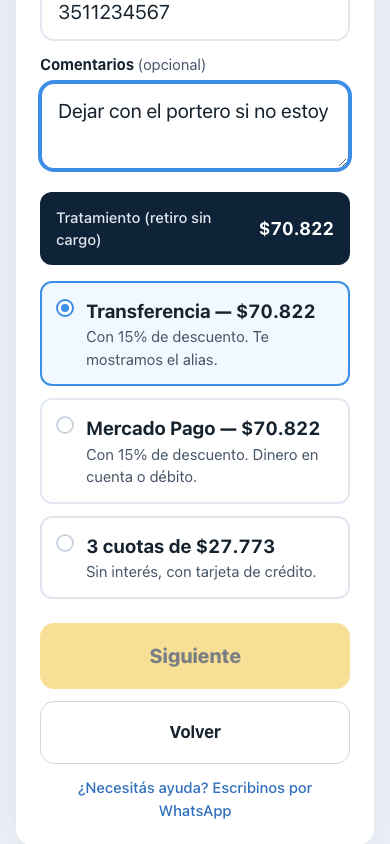 3511234567
Comentarios (opcional)
Dejar con el portero si no estoy
Tratamiento (retiro sin
cargo)
$70.822
Transferencia — $70.822
Con 15% de descuento. Te
mostramos el alias.
Mercado Pago — $70.822
Con 15% de descuento. Dinero en
cuenta o débito.
3 cuotas de $27.773
Sin interés, con tarjeta de crédito.
Siguiente
Volver
¿Necesitás ayuda? Escribinos por
WhatsApp